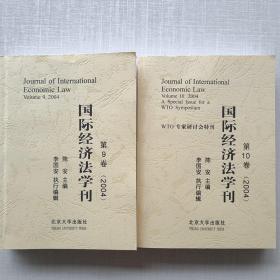 Journal of International
Economic Law
Volume 9, 2004
国际经济法学刊
第9卷（2004）
陈安 主编
李国安 执行编辑
北京大学出版社
PEKING UNIVERSITY PRESS
Journal of International
Economic Law
Volume 10 2004
A Special Issue for a
WTO Symposium
WTO专家研讨会特刊
国际经济法学刊
第10卷（2004）
陈安 主编
李国安 执行编辑
北京大学出版社
PEKING UNIVERSITY PRESS